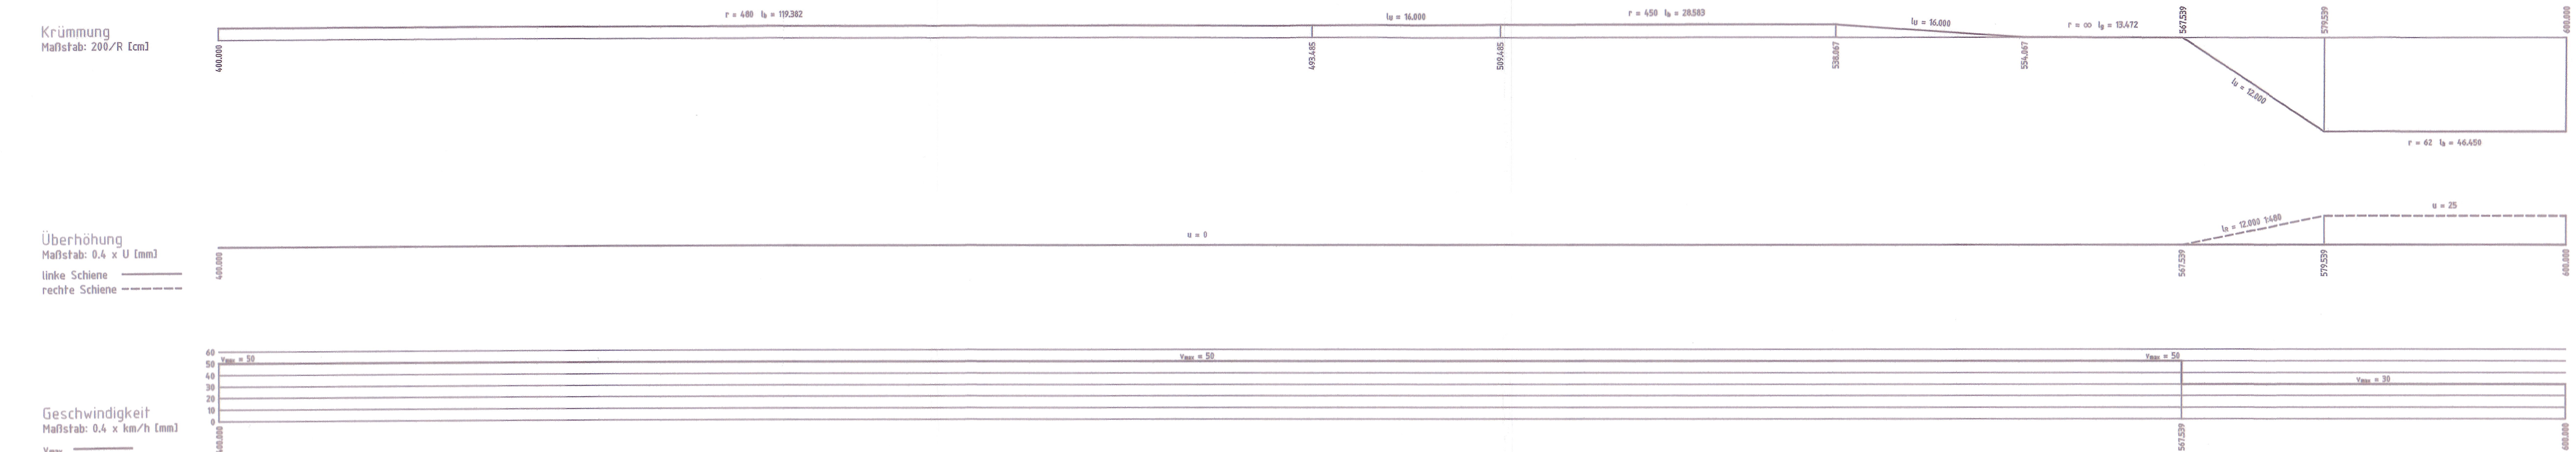 Krümmung
Maßstab: 200/R [cm]
r = 480 lb = 119.382
lu = 16.000
r = 450 lb = 28.583
lu = 16.000
r = ∞ lg = 13.472
lu = 12.000
r = 62 lb = 46.450
400.000
493.485
509.485
538.067
554.067
567.539
579.539
600.000
Überhöhung
Maßstab: 0.4 x U [mm]
linke Schiene
rechte Schiene
u = 0
lR = 12.000 1:480
u = 25
400.000
567.539
579.539
600.000
Geschwindigkeit
Maßstab: 0.4 x km/h [mm]
vmax
60
50
40
30
20
10
0
vmax = 50
vmax = 50
vmax = 50
vmax = 30
400.000
567.539
600.000